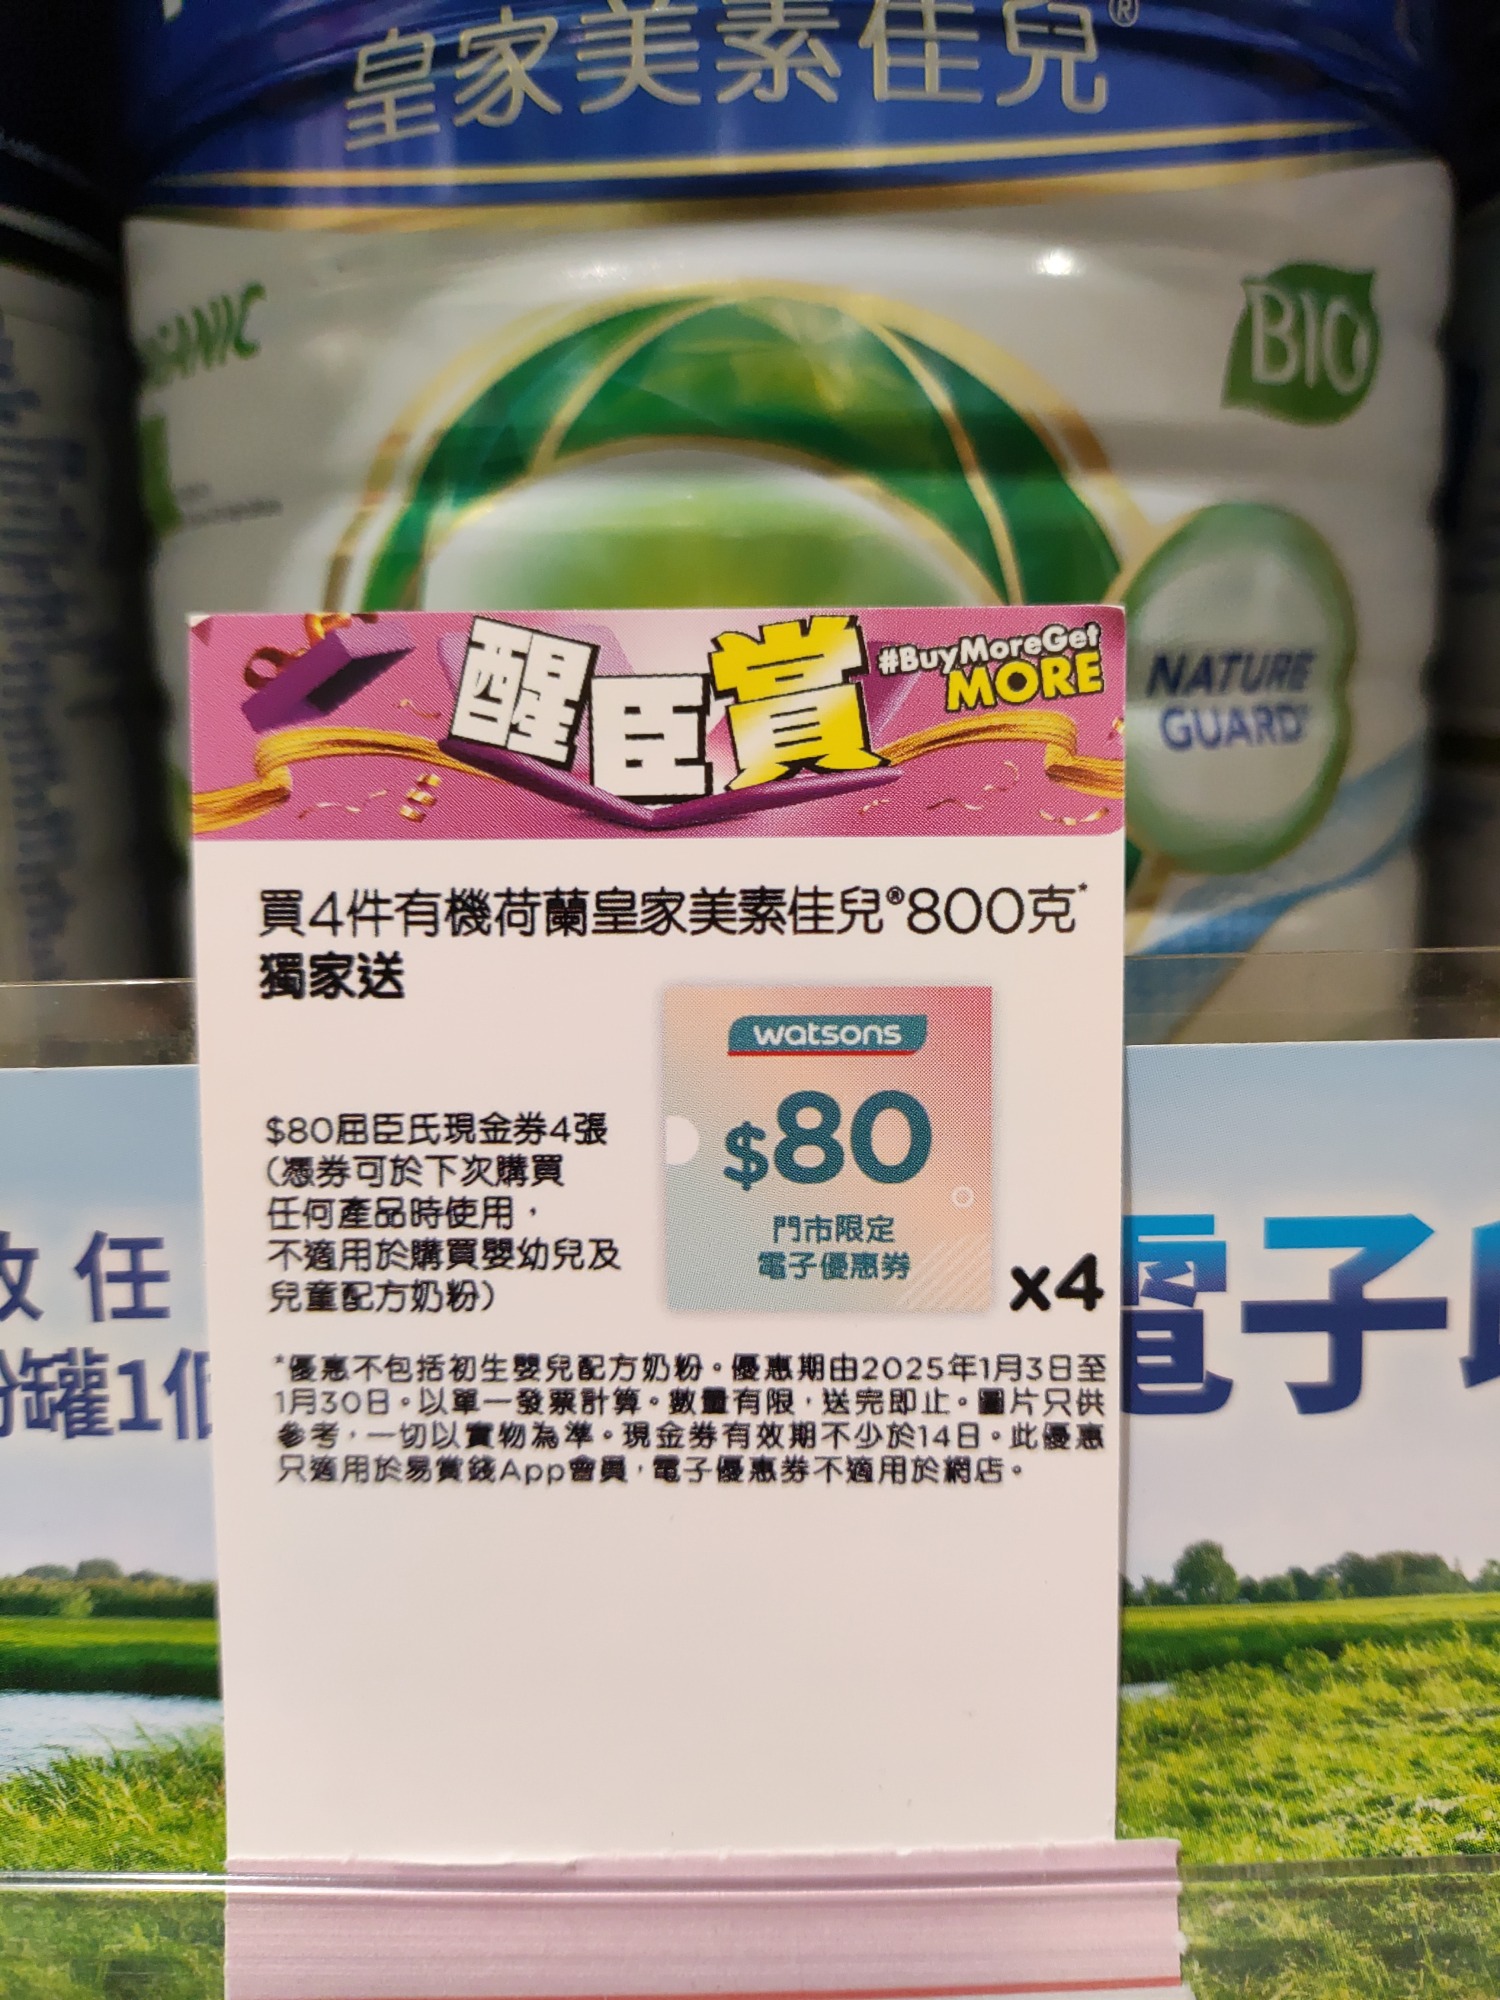 皇家美素佳兒®
BIO
NATURE
GUARD
醒臣賞
#BuyMoreGet
MORE
買4件有機荷蘭皇家美素佳兒®800克*
獨家送
watsons
$80
門市限定
電子優惠券
x4
$80屈臣氏現金券4張
(憑券可於下次購買
任何產品時使用，
不適用於購買嬰幼兒及
兒童配方奶粉)
*優惠不包括初生嬰兒配方奶粉。優惠期由2025年1月3日至
1月30日。以單一發票計算。數量有限，送完即止。圖片只供
參考，一切以實物為準。現金券有效期不少於14日。此優惠
只適用於易賞錢App會員，電子優惠券不適用於網店。
任
罐1
電子